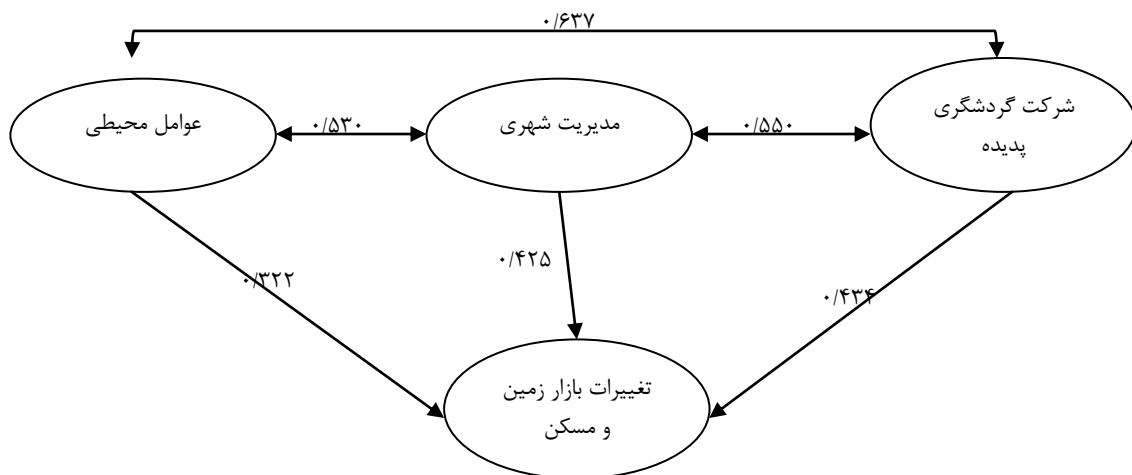 ۰/۶۳۷
شرکت گردشگری
پدیده
۰/۵۵۰
مدیریت شهری
۰/۵۳۰
عوامل محیطی
۰/۴۳۴
۰/۴۲۵
۰/۳۲۲
تغییرات بازار زمین
و مسکن